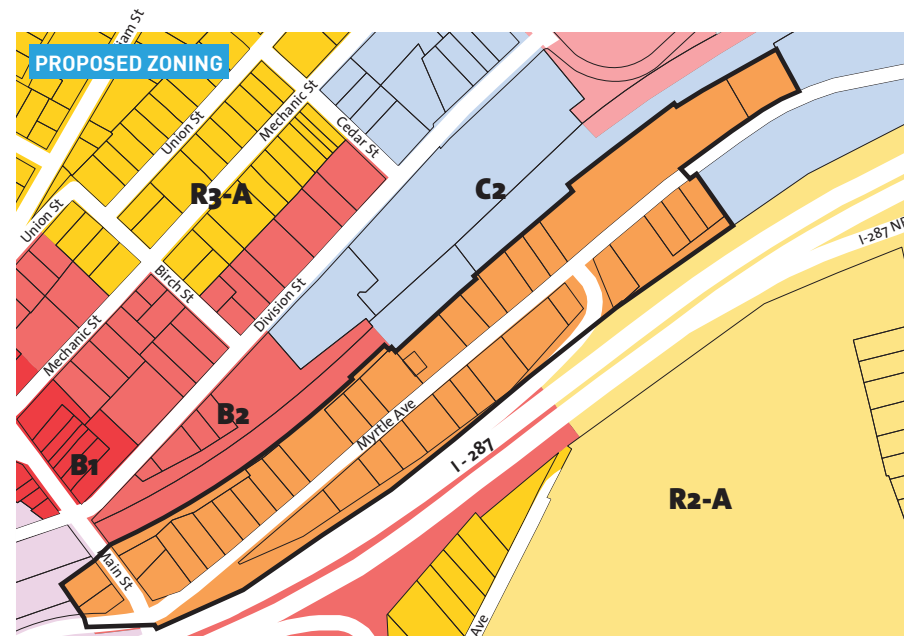 PROPOSED ZONING
Union St
Mechanic St
Cedar St
R3-A
C2
Union St
I-287
Birch St
Division St
Mechanic St
B2
Myrtle Ave
I - 287
B1
R2-A
Main St
Ave